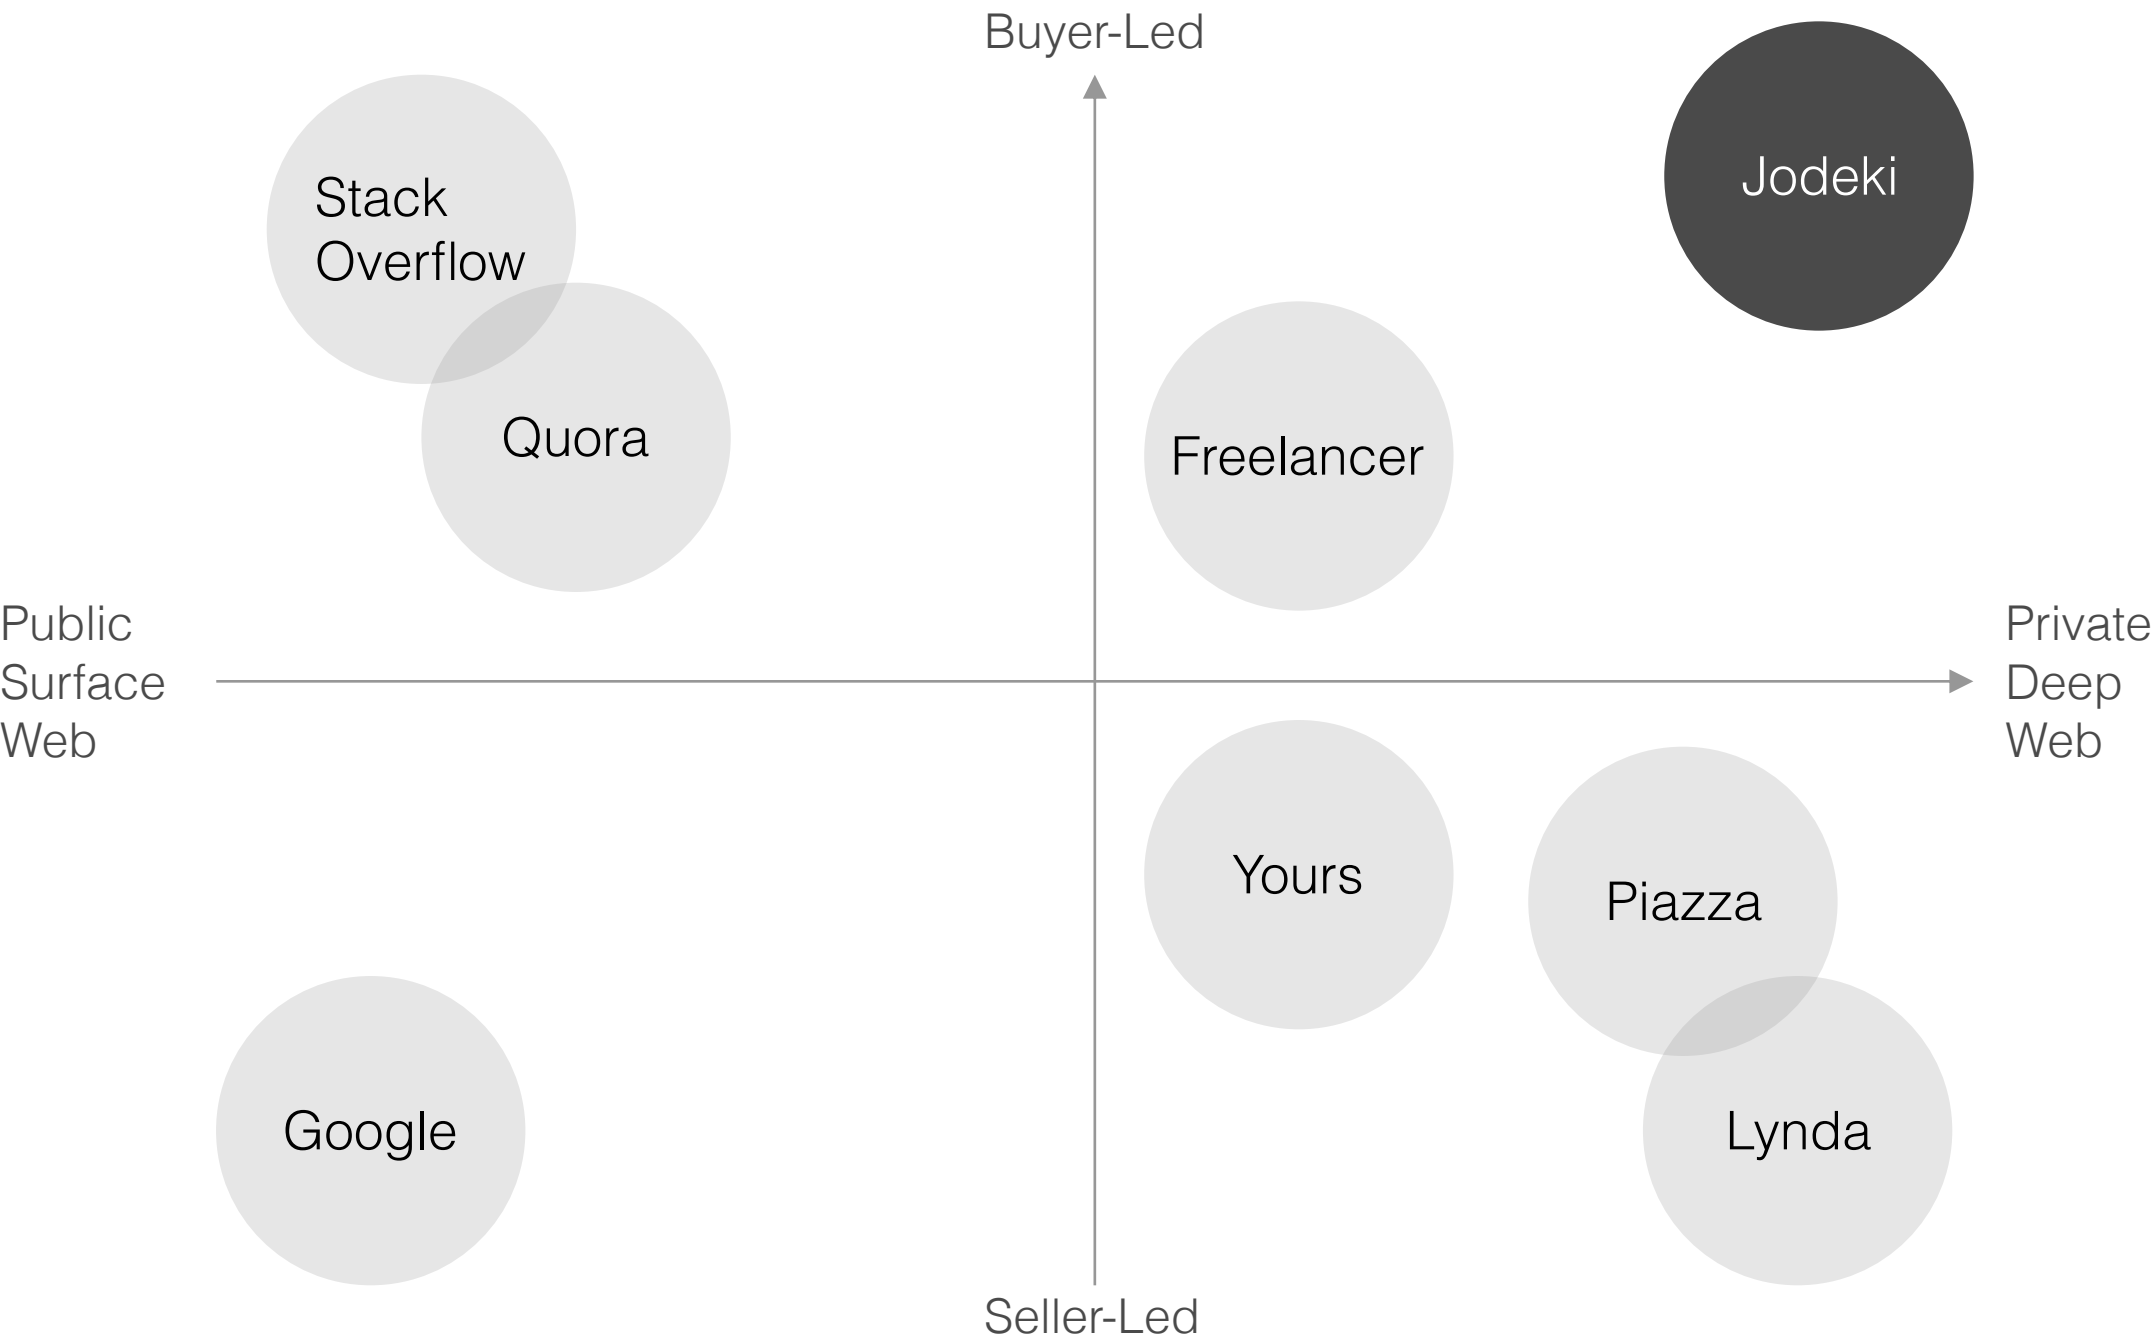 Buyer-Led
Jodeki
Stack
Overflow
Quora
Freelancer
Public
Surface
Web
Private
Deep
Web
Yours
Piazza
Google
Lynda
Seller-Led